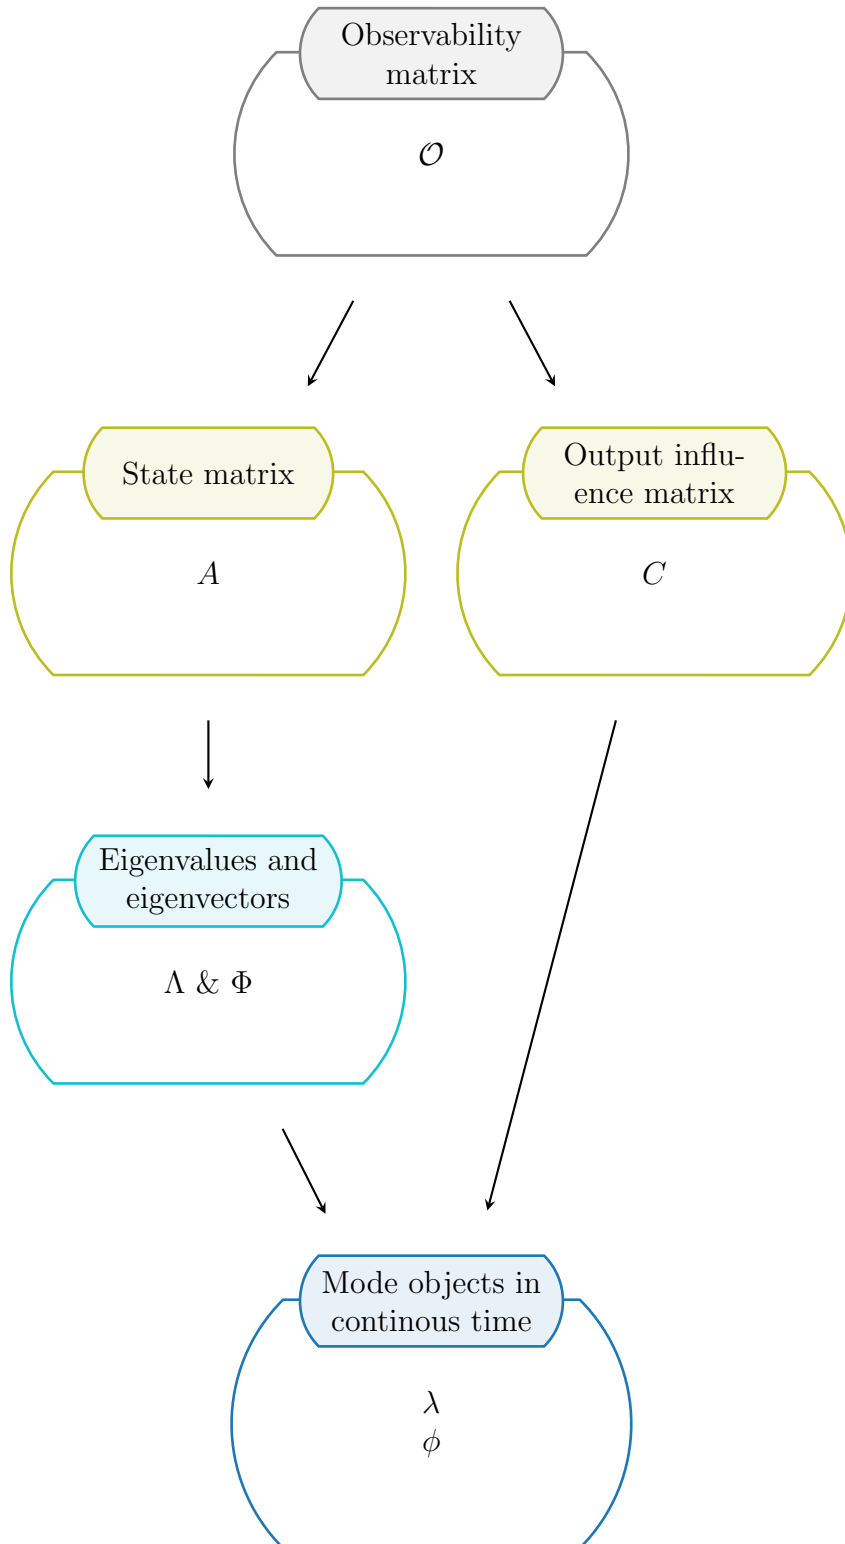 Observability
matrix
𝒪
State matrix
A
Output influ-
ence matrix
C
Eigenvalues and
eigenvectors
Λ & Φ
Mode objects in
continous time
λ
ϕ